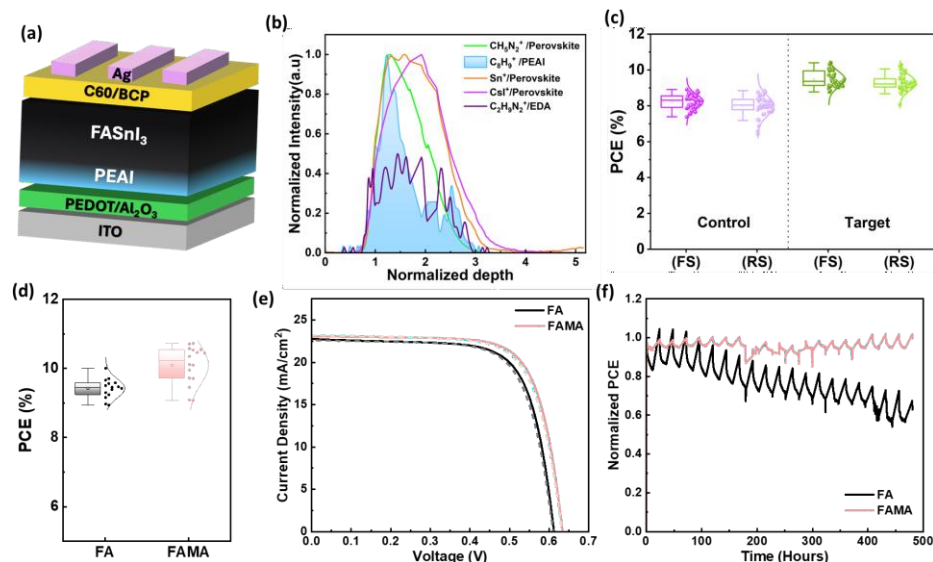 (a)
Ag
C60/BCP
FASnI₃
PEAI
PEDOT/Al₂O₃
ITO
(b)
Normalized Intensity(a.u)
1.0
0.8
0.6
0.4
0.2
0.0
0 1 2 3 4 5
Normalized depth
CH₅N₂⁺/Perovskite
C₈H₉⁺/PEAI
Sn⁺/Perovskite
CsI⁺/Perovskite
C₂H₉N₂⁺/EDA
(c)
PCE (%)
12
10
8
6
4
2
0
Control
Target
(FS) (RS) (FS) (RS)
(d)
PCE (%)
12
10
8
6
FA FAMA
(e)
Current Density (mA/cm²)
25
20
15
10
5
0
0.0 0.1 0.2 0.3 0.4 0.5 0.6 0.7
Voltage (V)
FA
FAMA
(f)
Normalized PCE
1.2
1.0
0.8
0.6
0.4
0.2
0.0
0 100 200 300 400 500
Time (Hours)
FA
FAMA